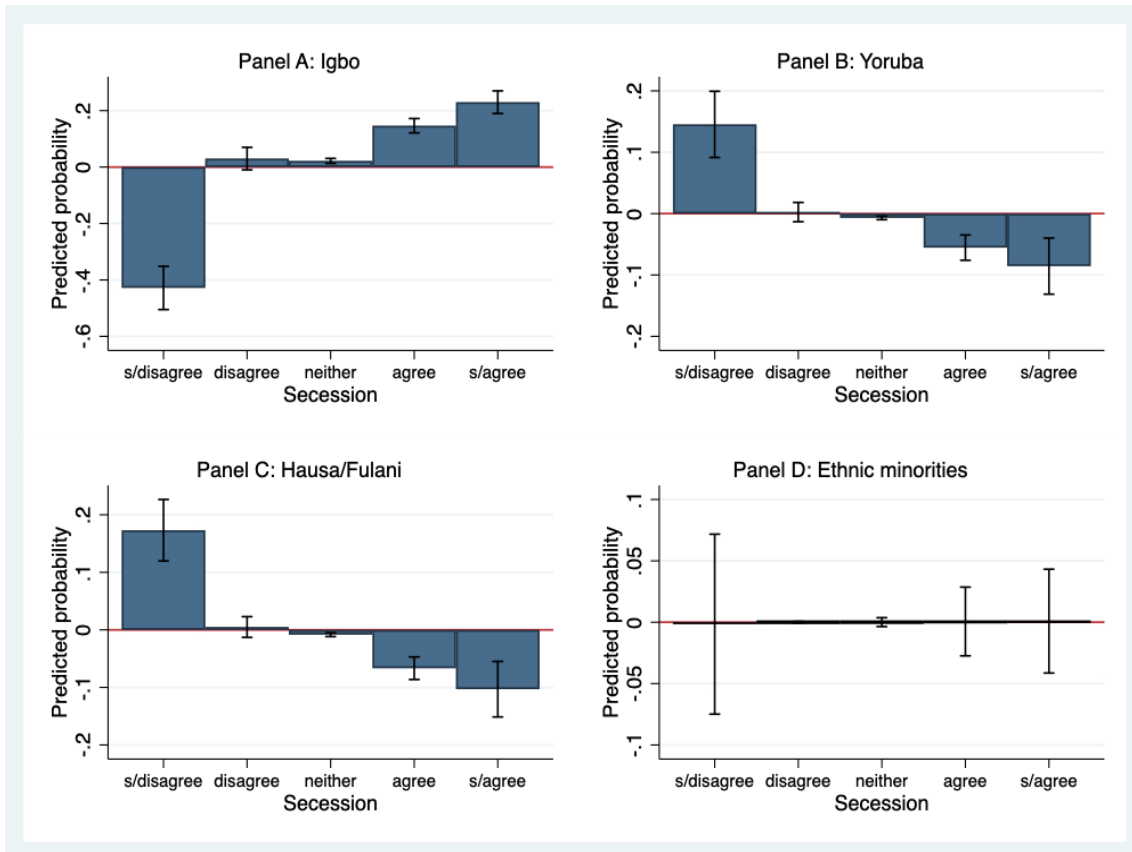 Panel A: Igbo
Predicted probability
.2
0
-.2
-.4
-.6
s/disagree disagree neither agree s/agree
Secession
Panel B: Yoruba
Predicted probability
.2
.1
0
-.1
-.2
s/disagree disagree neither agree s/agree
Secession
Panel C: Hausa/Fulani
Predicted probability
.2
.1
0
-.1
-.2
s/disagree disagree neither agree s/agree
Secession
Panel D: Ethnic minorities
Predicted probability
.1
.05
0
-.05
-.1
s/disagree disagree neither agree s/agree
Secession